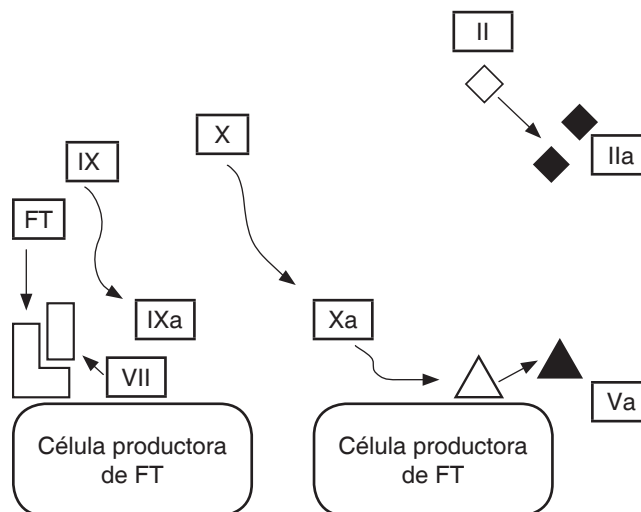 II
X
IX
IIa
FT
IXa
Xa
VII
Va
Célula productora
de FT
Célula productora
de FT